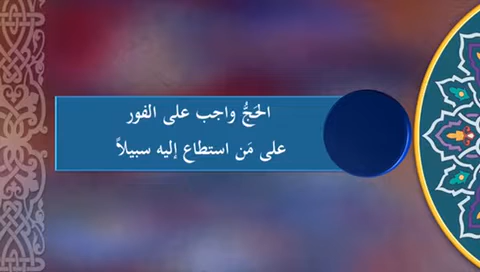 الحَجُّ واجب على الفور
على مَن استطاع إليه سبيلاً